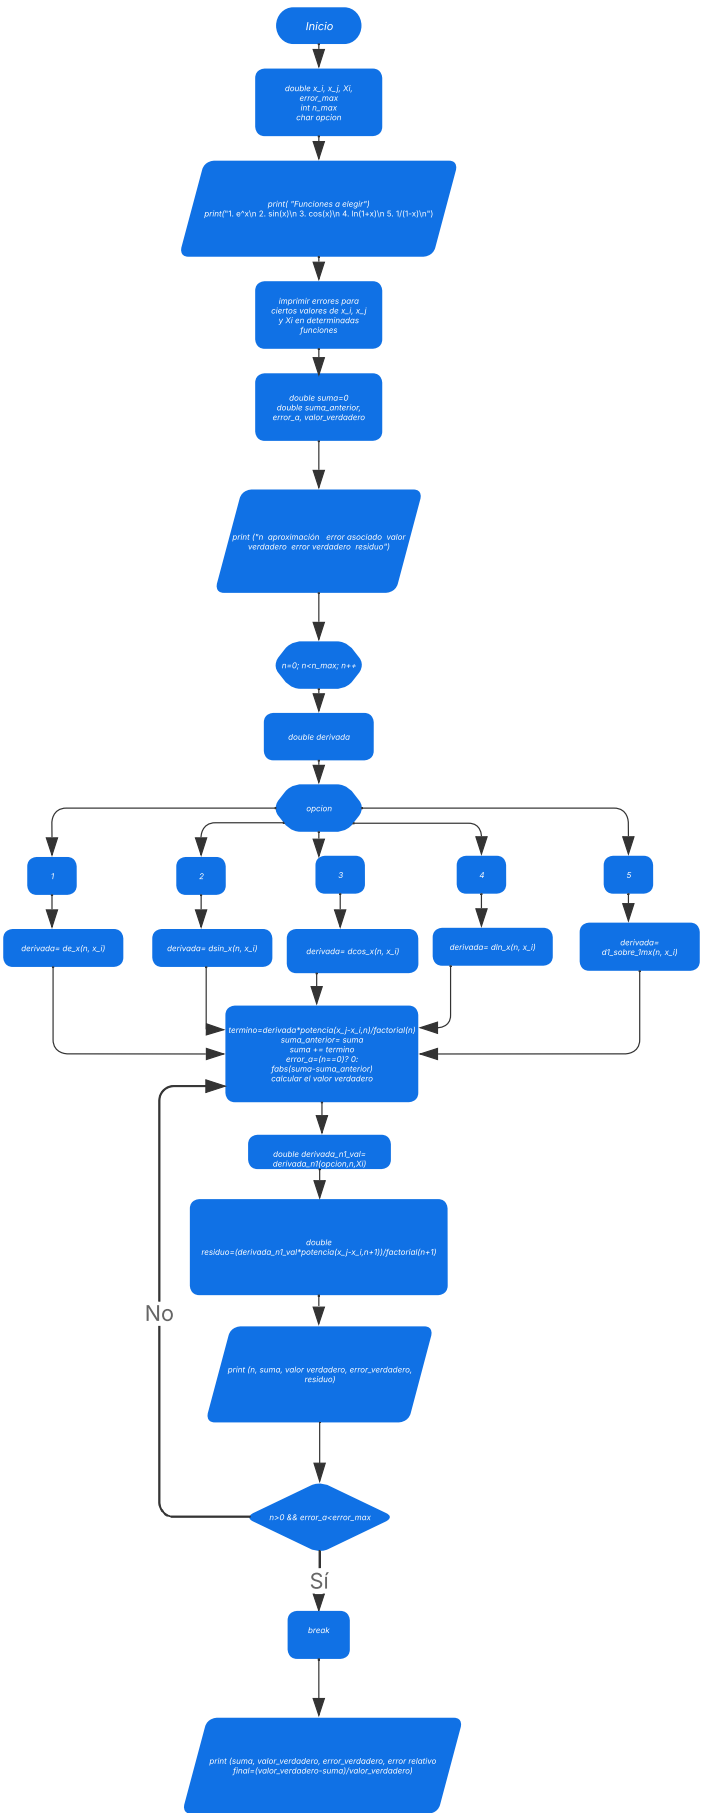 Inicio
double x_i, x_j, Xi,
error_max
int n_max
char opcion
print( "Funciones a elegir")
print("1. e^x\n 2. sin(x)\n 3. cos(x)\n 4. ln(1+x)\n 5. 1/(1-x)\n")
imprimir errores para
ciertos valores de x_i, x_j
y Xi en determinadas
funciones
double suma=0
double suma_anterior,
error_a, valor_verdadero
print ("n aproximación error asociado valor
verdadero error verdadero residuo")
n=0; n<n_max; n++
double derivada
opcion
1
2
3
4
5
derivada= de_x(n, x_i)
derivada= dsin_x(n, x_i)
derivada= dcos_x(n, x_i)
derivada= dln_x(n, x_i)
derivada=
d1_sobre_1mx(n, x_i)
termino=derivada*potencia(x_j-x_i,n)/factorial(n)
suma_anterior= suma
suma += termino
error_a=(n==0)? 0:
fabs(suma-suma_anterior)
calcular el valor verdadero
double derivada_n1_val=
derivada_n1(opcion,n,Xi)
double
residuo=(derivada_n1_val*potencia(x_j-x_i,n+1))/factorial(n+1)
No
print (n, suma, valor verdadero, error_verdadero,
residuo)
n>0 && error_a<error_max
Sí
break
print (suma, valor_verdadero, error_verdadero, error relativo
final=(valor_verdadero-suma)/valor_verdadero)